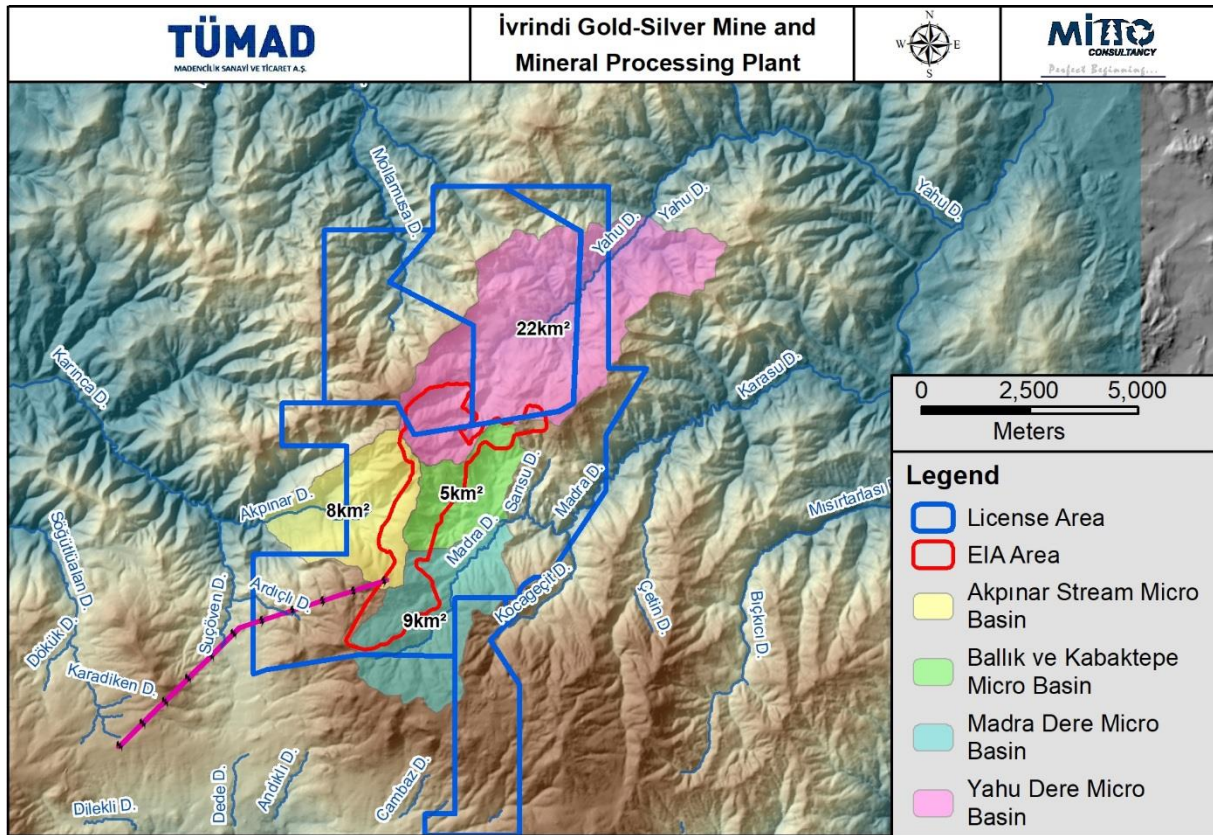 TÜMAD
MADENCİLİK SANAYİ VE TİCARET A.Ş.
İvrindi Gold-Silver Mine and
Mineral Processing Plant
N
W
E
S
MiTTO
CONSULTANCY
Perfect Beginning...
Mollamusa D.
Yahu D.
Yahu D.
Yahu D.
22km²
Karınca D.
Karasu D.
Akpınar D.
8km²
5km²
Sarısu D.
Madra D.
Madra D.
Mısırtarlası
Söğütlüalan D.
Suçöven D.
Ardıçlı D.
Kocageçit D.
9km²
Çetin D.
Bıçkıcı D.
Dökük D.
Karadiken D.
Dede D.
Andıklı D.
Cambaz D.
Dilekli D.
0 2,500 5,000
Meters
Legend
License Area
EIA Area
Akpınar Stream Micro
Basin
Ballık ve Kabaktepe
Micro Basin
Madra Dere Micro
Basin
Yahu Dere Micro
Basin